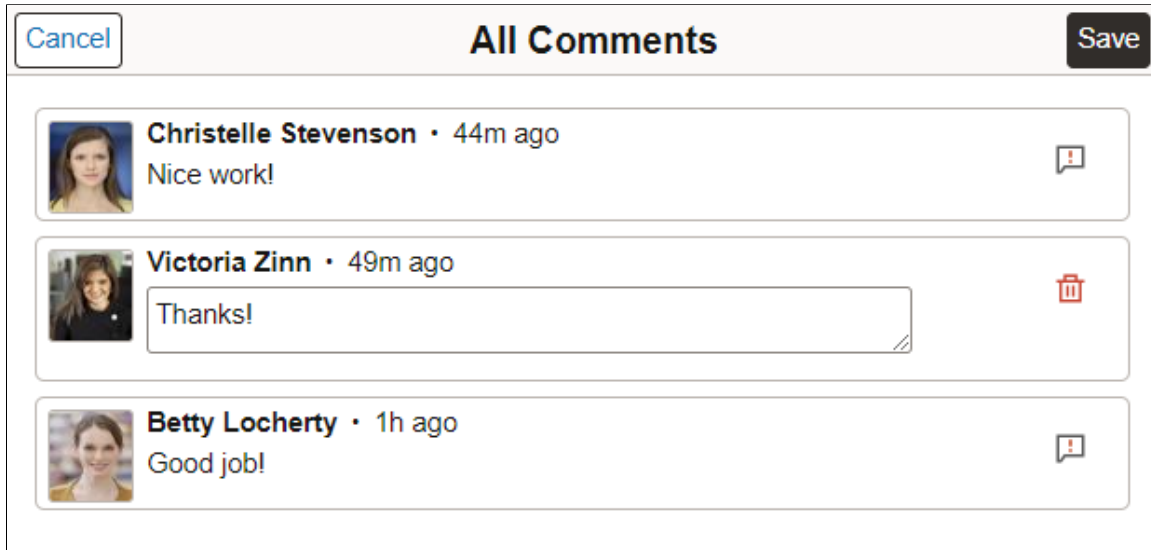 Cancel All Comments Save
Christelle Stevenson • 44m ago
Nice work!
Victoria Zinn • 49m ago
Thanks!
Betty Locherty • 1h ago
Good job!